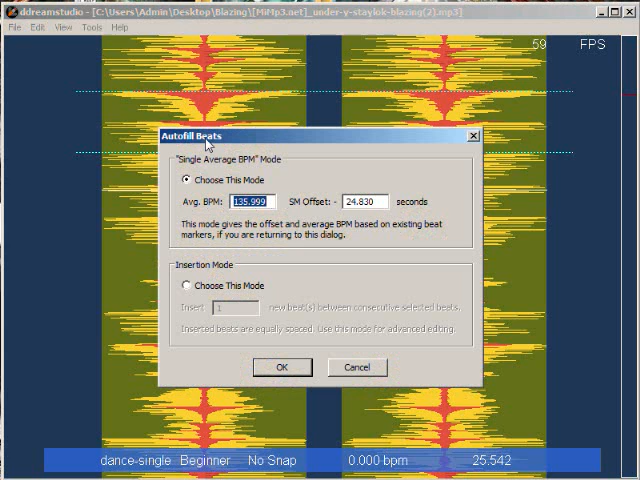 ddreamstudio - [C:\Users\Admin\Desktop\Blazing\[MiMp3.net]_under-y-staylok-blazing(2).mp3]
File Edit View Tools Help
59 FPS
Autofill Beats
"Single Average BPM" Mode
Choose This Mode
Avg. BPM: 135.999 SM Offset: - 24.830 seconds
This mode gives the offset and average BPM based on existing beat
markers, if you are returning to this dialog.
Insertion Mode
Choose This Mode
Insert 1 new beat(s) between consecutive selected beats.
Inserted beats are equally spaced. Use this mode for advanced editing.
OK Cancel
dance-single Beginner No Snap 0.000 bpm 25.542